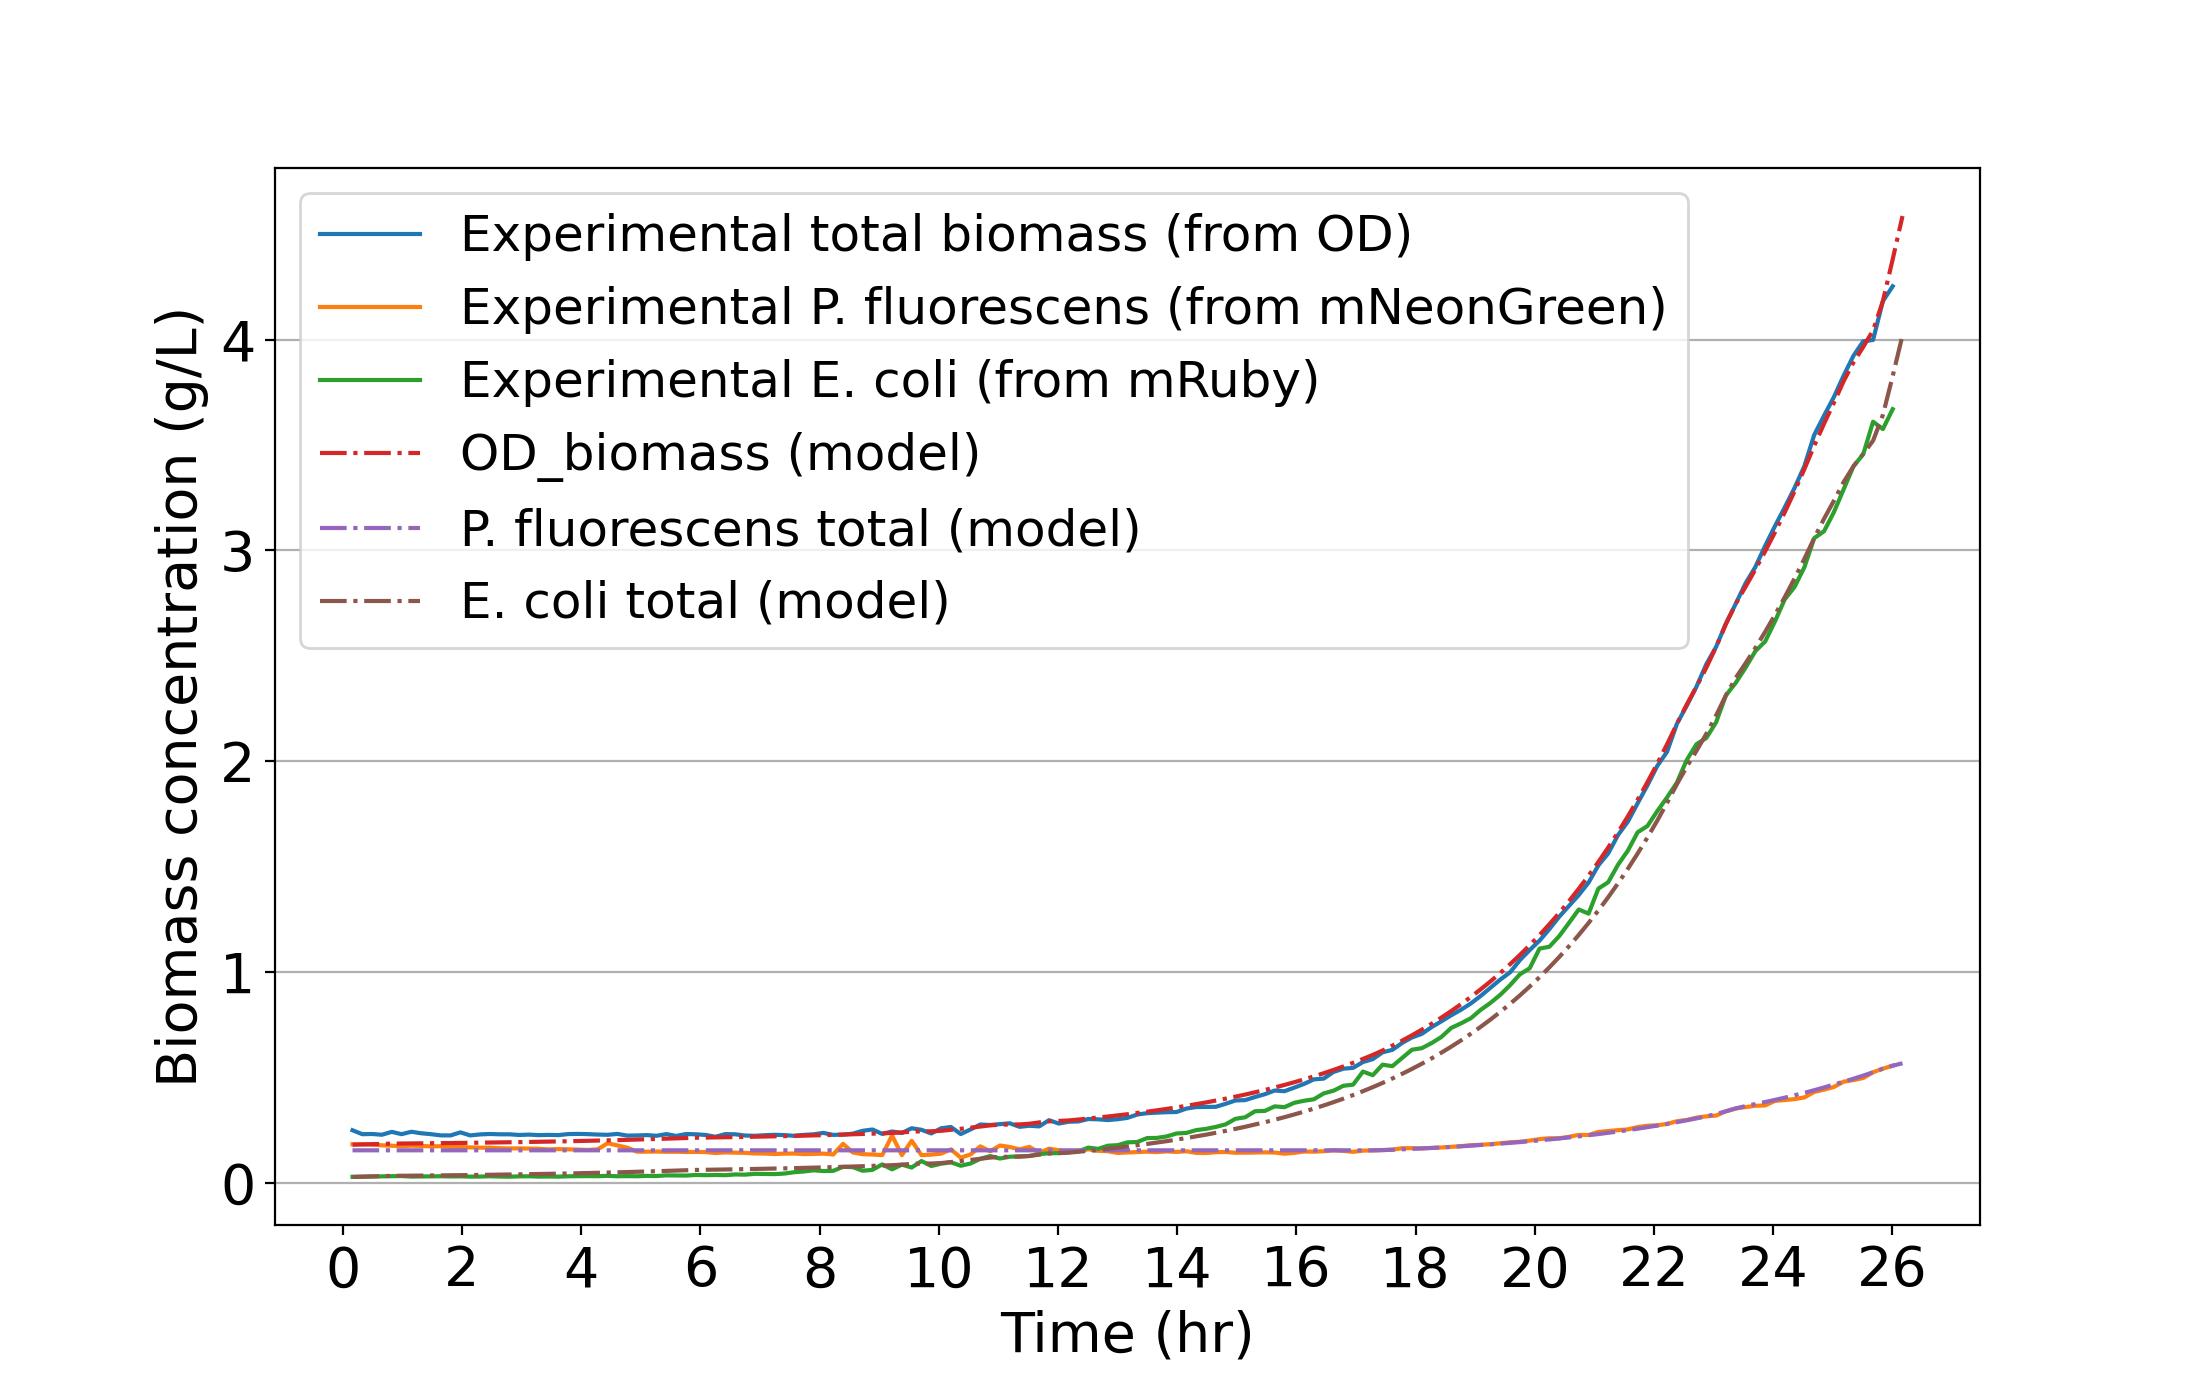 Experimental total biomass (from OD)
Experimental P. fluorescens (from mNeonGreen)
Experimental E. coli (from mRuby)
OD_biomass (model)
P. fluorescens total (model)
E. coli total (model)
Biomass concentration (g/L)
4
3
2
1
0
0 2 4 6 8 10 12 14 16 18 20 22 24 26
Time (hr)